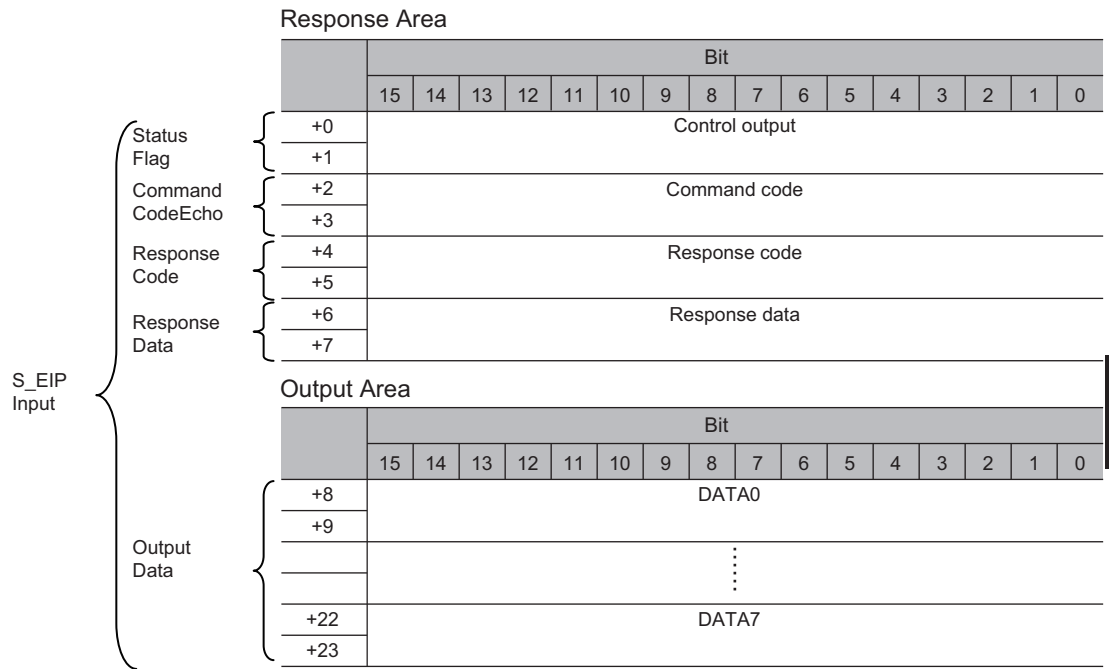 Response Area
Bit
15 14 13 12 11 10 9 8 7 6 5 4 3 2 1 0
Status
Flag
+0 Control output
+1
Command
CodeEcho
+2 Command code
+3
Response
Code
+4 Response code
+5
Response
Data
+6 Response data
+7
S_EIP
Input
Output Area
Bit
15 14 13 12 11 10 9 8 7 6 5 4 3 2 1 0
+8 DATA0
+9
Output
Data
+22 DATA7
+23